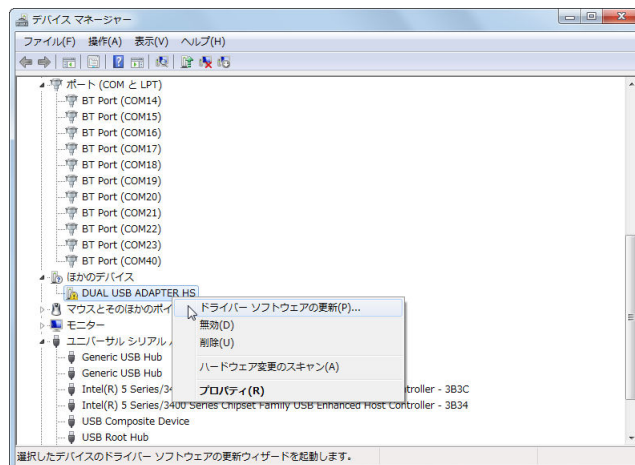 デバイス マネージャー
ファイル(F) 操作(A) 表示(V) ヘルプ(H)
ポート (COM と LPT)
BT Port (COM14)
BT Port (COM15)
BT Port (COM16)
BT Port (COM17)
BT Port (COM18)
BT Port (COM19)
BT Port (COM20)
BT Port (COM21)
BT Port (COM22)
BT Port (COM23)
BT Port (COM40)
ほかのデバイス
DUAL USB ADAPTER HS
ドライバー ソフトウェアの更新(P)...
無効(D)
削除(U)
ハードウェア変更のスキャン(A)
プロパティ(R)
マウスとそのほかのポイ
モニター
ユニバーサル シリアル
Generic USB Hub
Generic USB Hub
Intel(R) 5 Series/34 troller - 3B3C
Intel(R) 5 Series/3400 Series Chipset Family USB Enhanced Host Controller - 3B34
USB Composite Device
USB Root Hub
選択したデバイスのドライバー ソフトウェアの更新ウィザードを起動します。